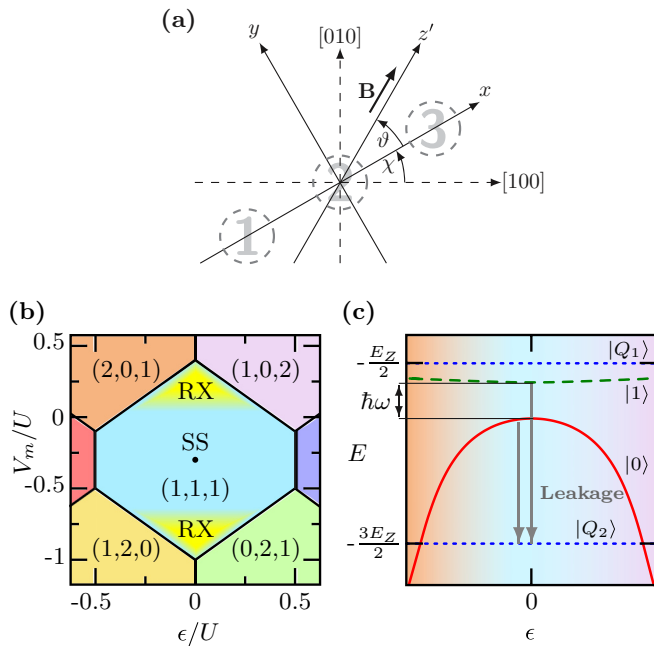 (a)
y
[010]
z′
B
x
ϑ
χ
3
2
1
[100]
(b)
0.5
0
-0.5
-1
V_m/U
(2,0,1)
(1,0,2)
RX
SS
(1,1,1)
RX
(1,2,0)
(0,2,1)
-0.5
0
0.5
ϵ/U
(c)
-E_Z/2
|Q_1⟩
|1⟩
ℏω
E
|0⟩
Leakage
-3E_Z/2
|Q_2⟩
0
ϵ